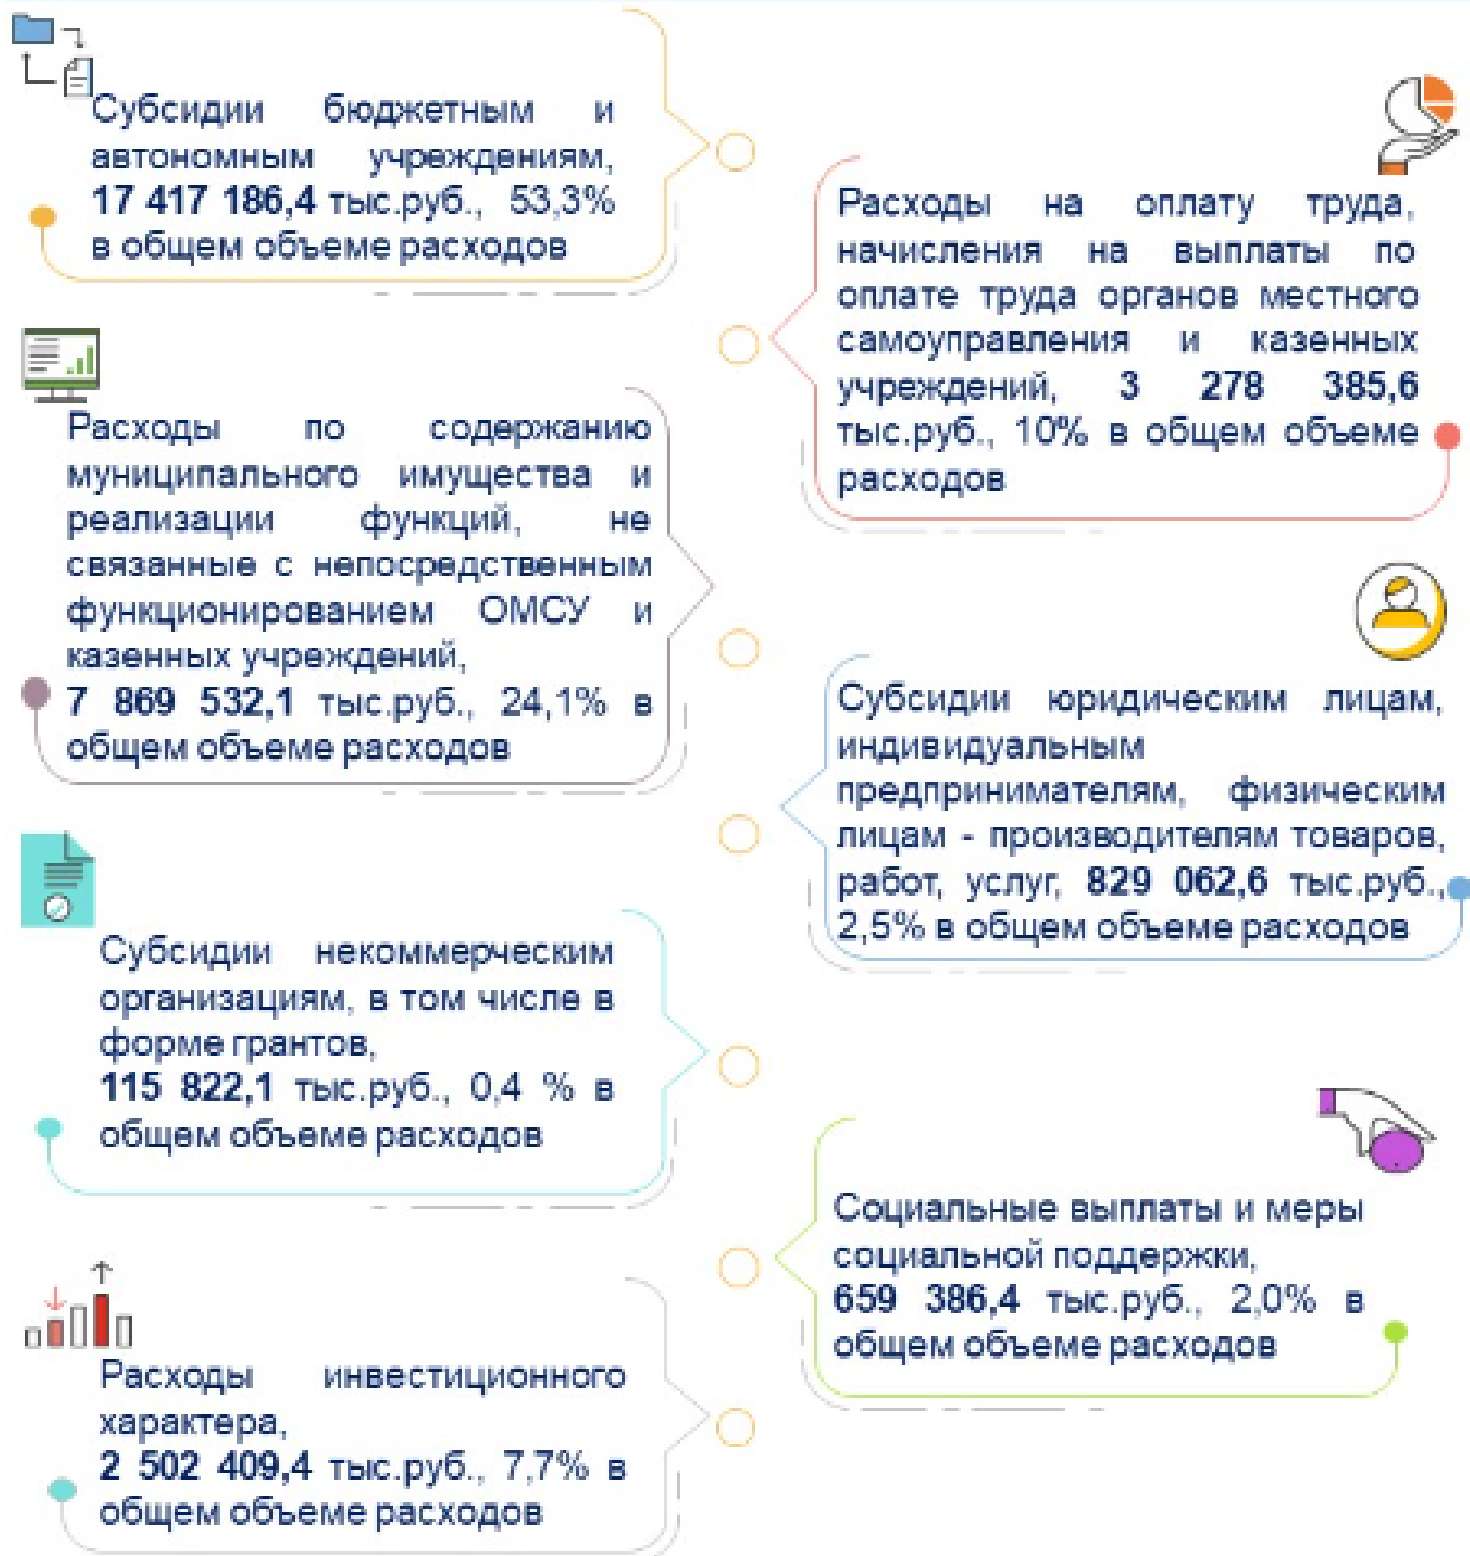 Субсидии бюджетным и
автономным учреждениям,
17 417 186,4 тыс.руб., 53,3%
в общем объеме расходов
Расходы на оплату труда,
начисления на выплаты по
оплате труда органов местного
самоуправления и казенных
учреждений, 3 278 385,6
тыс.руб., 10% в общем объеме
расходов
Расходы по содержанию
муниципального имущества и
реализации функций, не
связанные с непосредственным
функционированием ОМСУ и
казенных учреждений,
7 869 532,1 тыс.руб., 24,1% в
общем объеме расходов
Субсидии юридическим лицам,
индивидуальным
предпринимателям, физическим
лицам - производителям товаров,
работ, услуг, 829 062,6 тыс.руб.,
2,5% в общем объеме расходов
Субсидии некоммерческим
организациям, в том числе в
форме грантов,
115 822,1 тыс.руб., 0,4 % в
общем объеме расходов
Социальные выплаты и меры
социальной поддержки,
659 386,4 тыс.руб., 2,0% в
общем объеме расходов
Расходы инвестиционного
характера,
2 502 409,4 тыс.руб., 7,7% в
общем объеме расходов